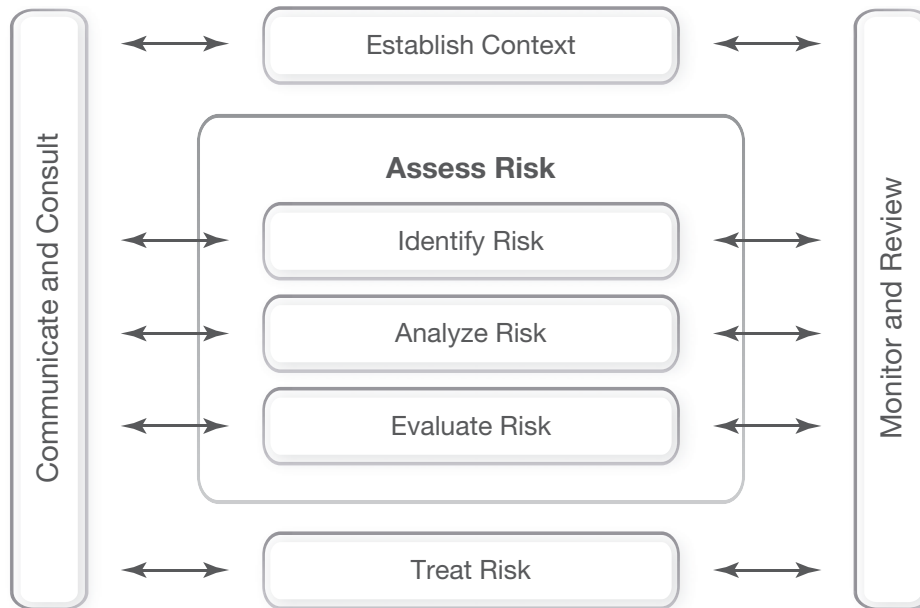 Communicate and Consult
Establish Context
Assess Risk
Identify Risk
Analyze Risk
Evaluate Risk
Treat Risk
Monitor and Review